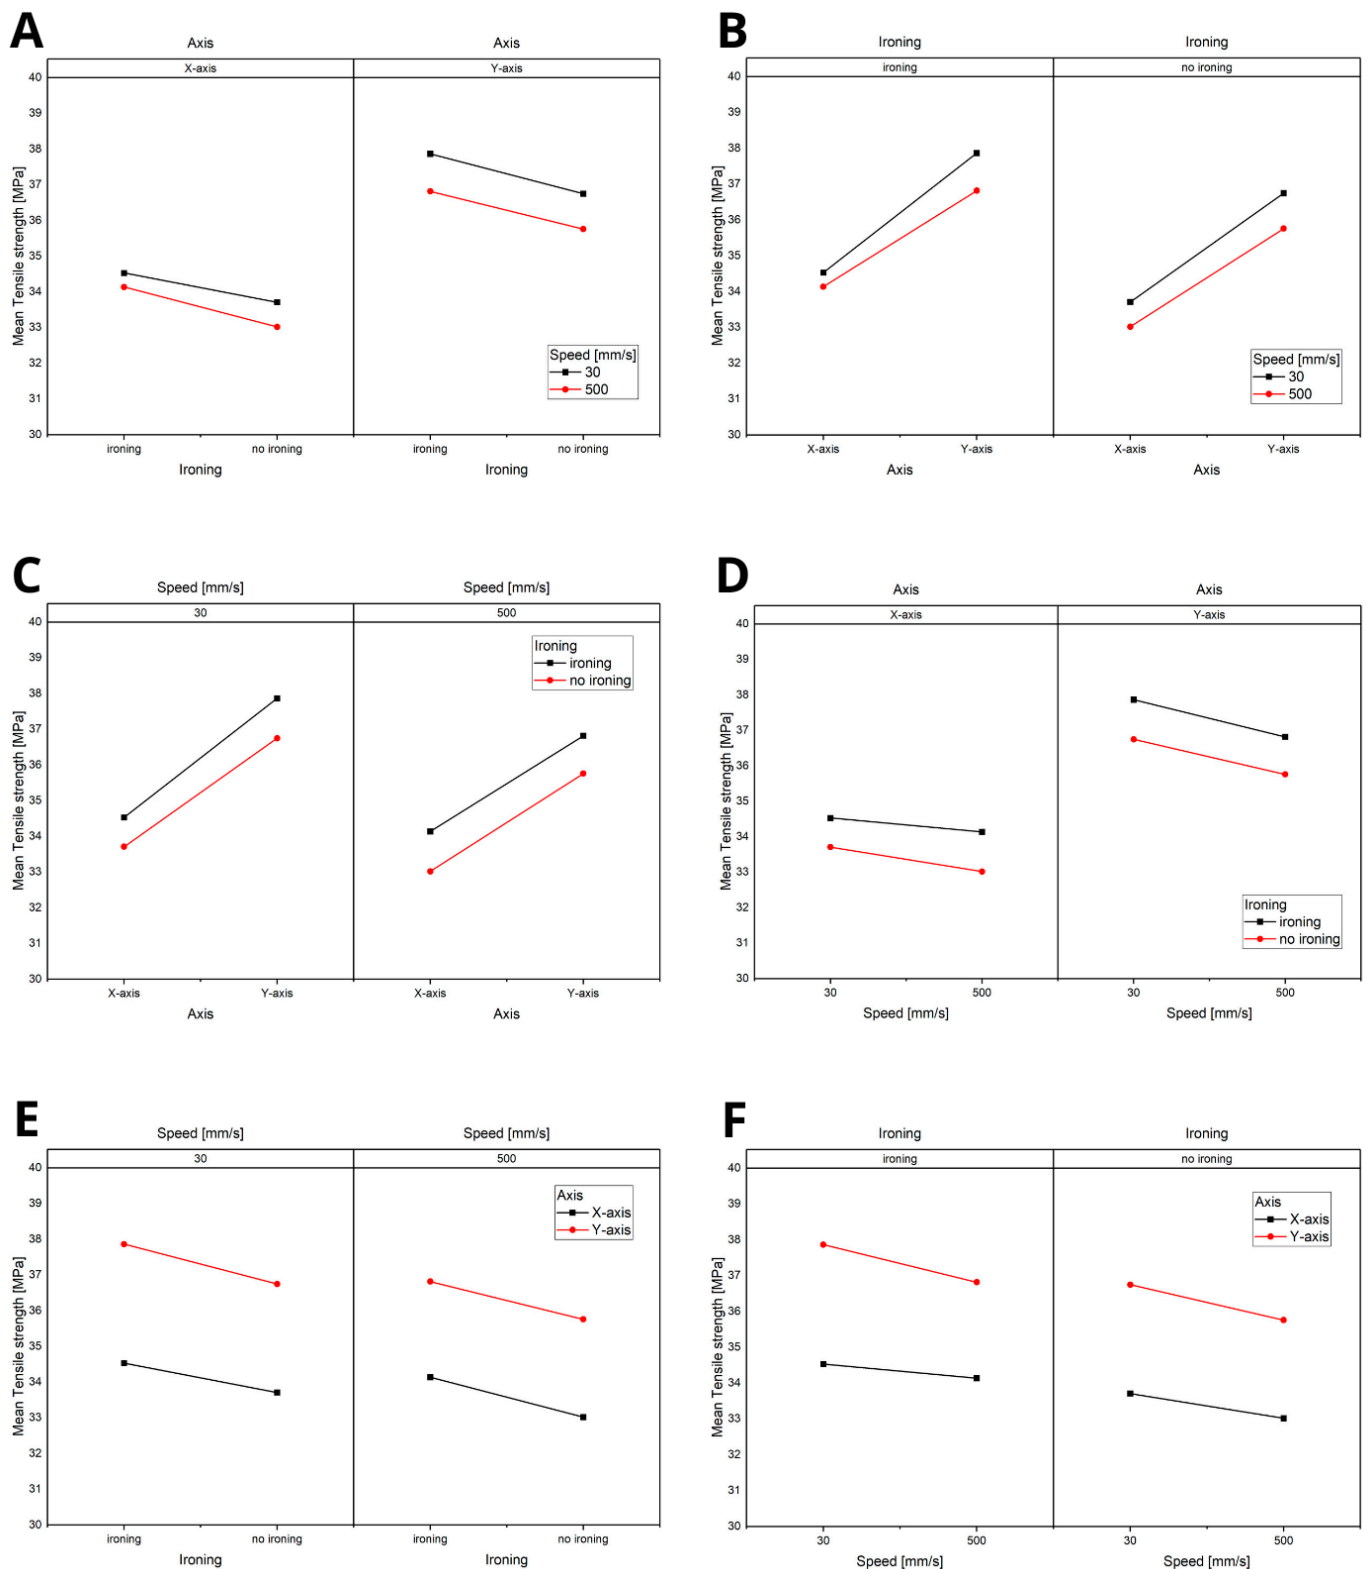 A
Axis Axis
X-axis Y-axis
40
39
38
37
36
35
34
33
32
31
30
Mean Tensile strength [MPa]
Speed [mm/s]
30
500
ironing no ironing ironing no ironing
Ironing Ironing
B
Ironing Ironing
ironing no ironing
40
39
38
37
36
35
34
33
32
31
30
Mean Tensile strength [MPa]
Speed [mm/s]
30
500
X-axis Y-axis X-axis Y-axis
Axis Axis
C
Speed [mm/s] Speed [mm/s]
30 500
40
39
38
37
36
35
34
33
32
31
30
Mean Tensile strength [MPa]
Ironing
ironing
no ironing
X-axis Y-axis X-axis Y-axis
Axis Axis
D
Axis Axis
X-axis Y-axis
40
39
38
37
36
35
34
33
32
31
30
Mean Tensile strength [MPa]
Ironing
ironing
no ironing
30 500 30 500
Speed [mm/s] Speed [mm/s]
E
Speed [mm/s] Speed [mm/s]
30 500
40
39
38
37
36
35
34
33
32
31
30
Mean Tensile strength [MPa]
Axis
X-axis
Y-axis
ironing no ironing ironing no ironing
Ironing Ironing
F
Ironing Ironing
ironing no ironing
40
39
38
37
36
35
34
33
32
31
30
Mean Tensile strength [MPa]
Axis
X-axis
Y-axis
30 500 30 500
Speed [mm/s] Speed [mm/s]